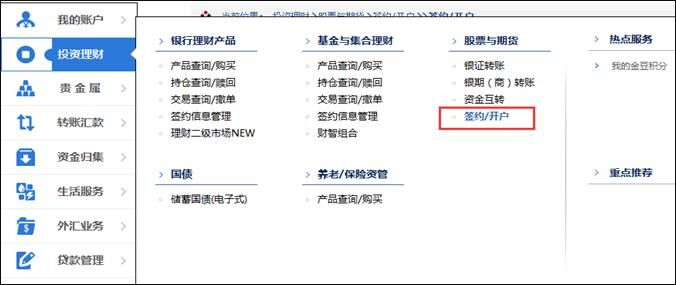 当前位置: 投资理财>股票与期货>签约/开户>>签约/开户
我的账户
投资理财
贵金属
转账汇款
资金归集
生活服务
外汇业务
贷款管理
银行理财产品
产品查询/购买
持仓查询/赎回
交易查询/撤单
签约信息管理
理财二级市场NEW
基金与集合理财
产品查询/购买
持仓查询/赎回
交易查询/撤单
签约信息管理
财智组合
股票与期货
银证转账
银期（商）转账
资金互转
签约/开户
国债
储蓄国债(电子式)
养老/保险资管
产品查询/购买
热点服务
我的金豆积分
重点推荐